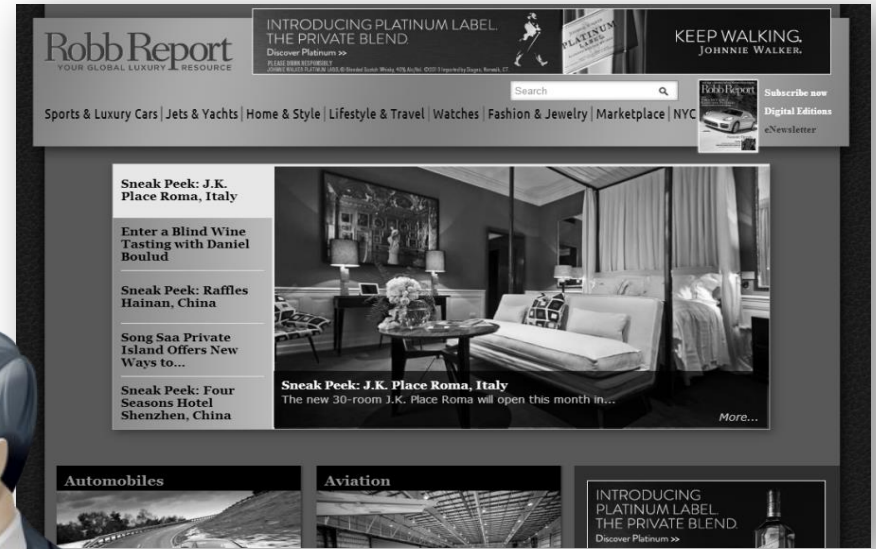 INTRODUCING PLATINUM LABEL.
THE PRIVATE BLEND.
Discover Platinum >>
PLEASE DRINK RESPONSIBLY
PLATINUM
LABEL
KEEP WALKING.
JOHNNIE WALKER.
Robb Report
YOUR GLOBAL LUXURY RESOURCE
Search
Robb Report
Subscribe now
Digital Editions
eNewsletter
Sports & Luxury Cars | Jets & Yachts | Home & Style | Lifestyle & Travel | Watches | Fashion & Jewelry | Marketplace | NYC
Sneak Peek: J.K.
Place Roma, Italy
Enter a Blind Wine
Tasting with Daniel
Boulud
Sneak Peek: Raffles
Hainan, China
Song Saa Private
Island Offers New
Ways to...
Sneak Peek: Four
Seasons Hotel
Shenzhen, China
Sneak Peek: J.K. Place Roma, Italy
The new 30-room J.K. Place Roma will open this month in...
More...
Automobiles
Aviation
INTRODUCING
PLATINUM LABEL.
THE PRIVATE BLEND.
Discover Platinum >>